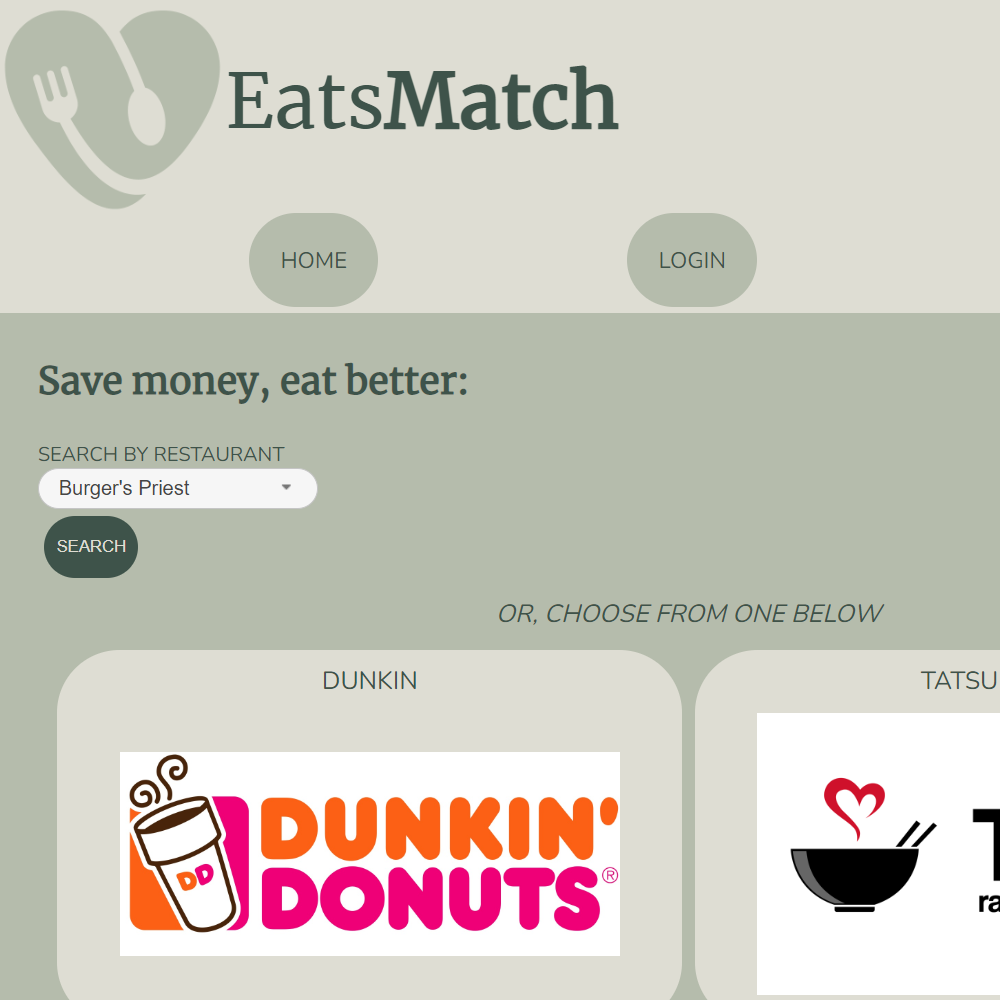 EatsMatch
HOME
LOGIN
Save money, eat better:
SEARCH BY RESTAURANT
Burger's Priest
SEARCH
OR, CHOOSE FROM ONE BELOW
DUNKIN
TATSU
DD
DUNKIN'
DONUTS®
T
ra